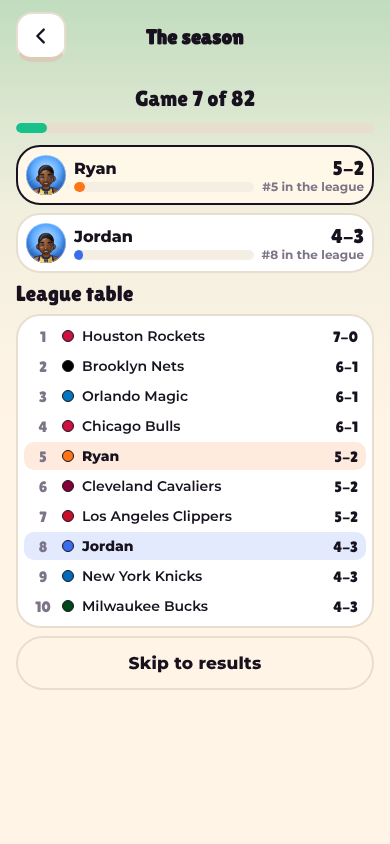 The season
Game 7 of 82
Ryan 5–2
#5 in the league
Jordan 4–3
#8 in the league
League table
1 Houston Rockets 7–0
2 Brooklyn Nets 6–1
3 Orlando Magic 6–1
4 Chicago Bulls 6–1
5 Ryan 5–2
6 Cleveland Cavaliers 5–2
7 Los Angeles Clippers 5–2
8 Jordan 4–3
9 New York Knicks 4–3
10 Milwaukee Bucks 4–3
Skip to results